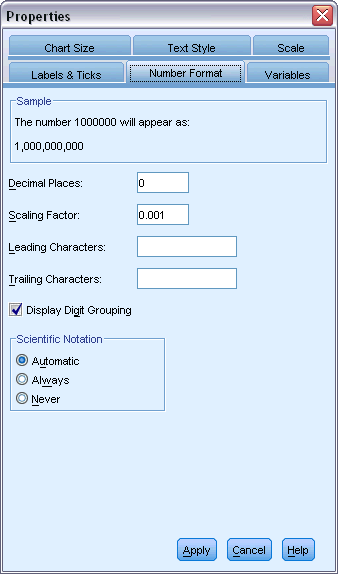 Properties
Chart Size Text Style Scale
Labels & Ticks Number Format Variables
Sample
The number 1000000 will appear as:
1,000,000,000
Decimal Places: 0
Scaling Factor: 0.001
Leading Characters:
Trailing Characters:
Display Digit Grouping
Scientific Notation
Automatic
Always
Never
Apply Cancel Help